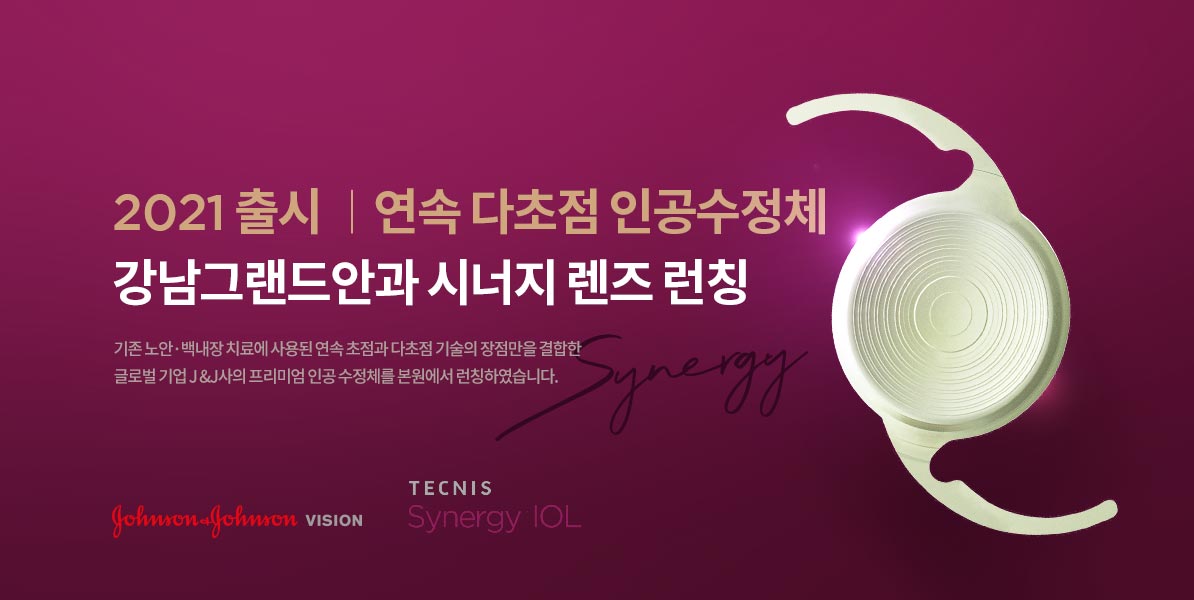 2021 출시 | 연속 다초점 인공수정체
강남그랜드안과 시너지 렌즈 런칭
기존 노안·백내장 치료에 사용된 연속 초점과 다초점 기술의 장점만을 결합한
글로벌 기업 J&J사의 프리미엄 인공 수정체를 본원에서 런칭하였습니다.
Synergy
Johnson & Johnson VISION
TECNIS
Synergy IOL